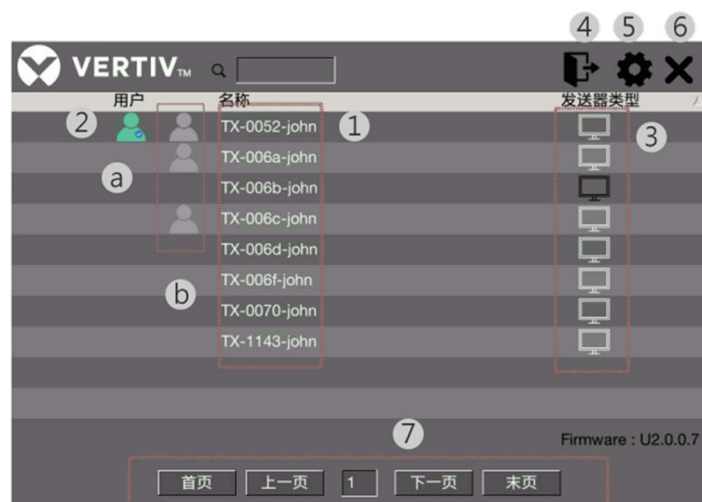 4 5 6
VERTIV™
用户 名称 发送器类型
2 TX-0052-john 1 3
TX-006a-john
a TX-006b-john
TX-006c-john
TX-006d-john
b TX-006f-john
TX-0070-john
TX-1143-john
7
Firmware : U2.0.0.7
首页 上一页 1 下一页 末页